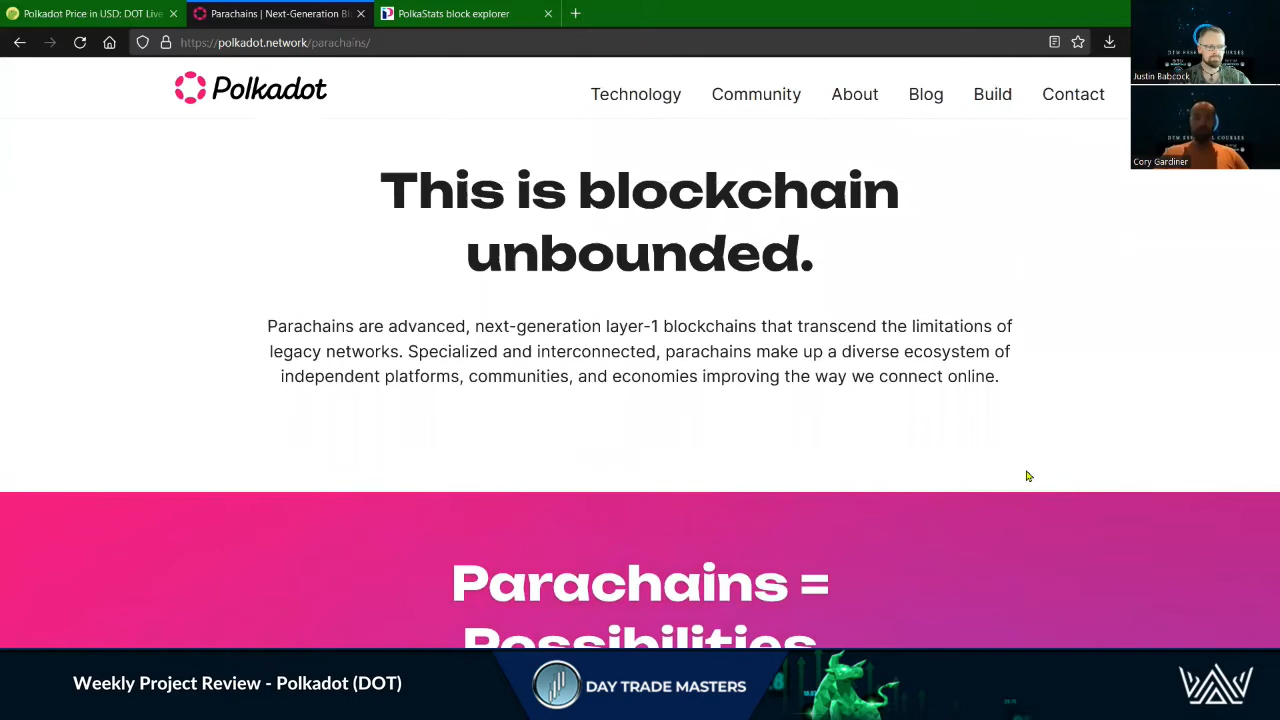 Polkadot Price in USD: DOT Live
Parachains | Next-Generation Bl
PolkaStats block explorer
https://polkadot.network/parachains/
Polkadot
Technology
Community
About
Blog
Build
Contact
Justin Babcock
Cory Gardiner
This is blockchain
unbounded.
Parachains are advanced, next-generation layer-1 blockchains that transcend the limitations of
legacy networks. Specialized and interconnected, parachains make up a diverse ecosystem of
independent platforms, communities, and economies improving the way we connect online.
Parachains =
Possibilities
Weekly Project Review - Polkadot (DOT)
DAY TRADE MASTERS